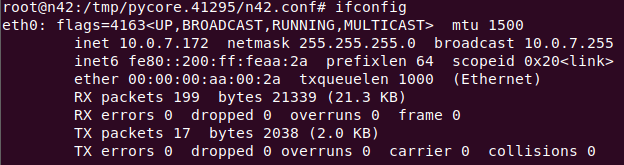 root@n42:/tmp/pycore.41295/n42.conf# ifconfig
eth0: flags=4163<UP,BROADCAST,RUNNING,MULTICAST>  mtu 1500
        inet 10.0.7.172  netmask 255.255.255.0  broadcast 10.0.7.255
        inet6 fe80::200:ff:feaa:2a  prefixlen 64  scopeid 0x20<link>
        ether 00:00:00:aa:00:2a  txqueuelen 1000  (Ethernet)
        RX packets 199  bytes 21339 (21.3 KB)
        RX errors 0  dropped 0  overruns 0  frame 0
        TX packets 17  bytes 2038 (2.0 KB)
        TX errors 0  dropped 0 overruns 0  carrier 0  collisions 0